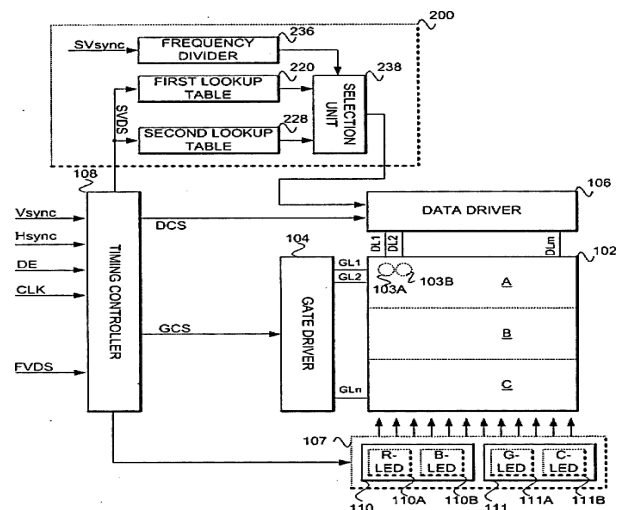 200
236
SVsync
FREQUENCY
DIVIDER
220
238
FIRST LOOKUP
TABLE
SELECTION
UNIT
SVDS
228
SECOND LOOKUP
TABLE
108
106
Vsync
DCS
DATA DRIVER
Hsync
104
DL1
DL2
DLm
102
DE
GL1
GL2
103A
103B
A
CLK
TIMING CONTROLLER
GCS
GATE DRIVER
B
FVDS
C
GLn
107
R-
LED
B-
LED
G-
LED
C-
LED
110
110A
110B
111
111A
111B